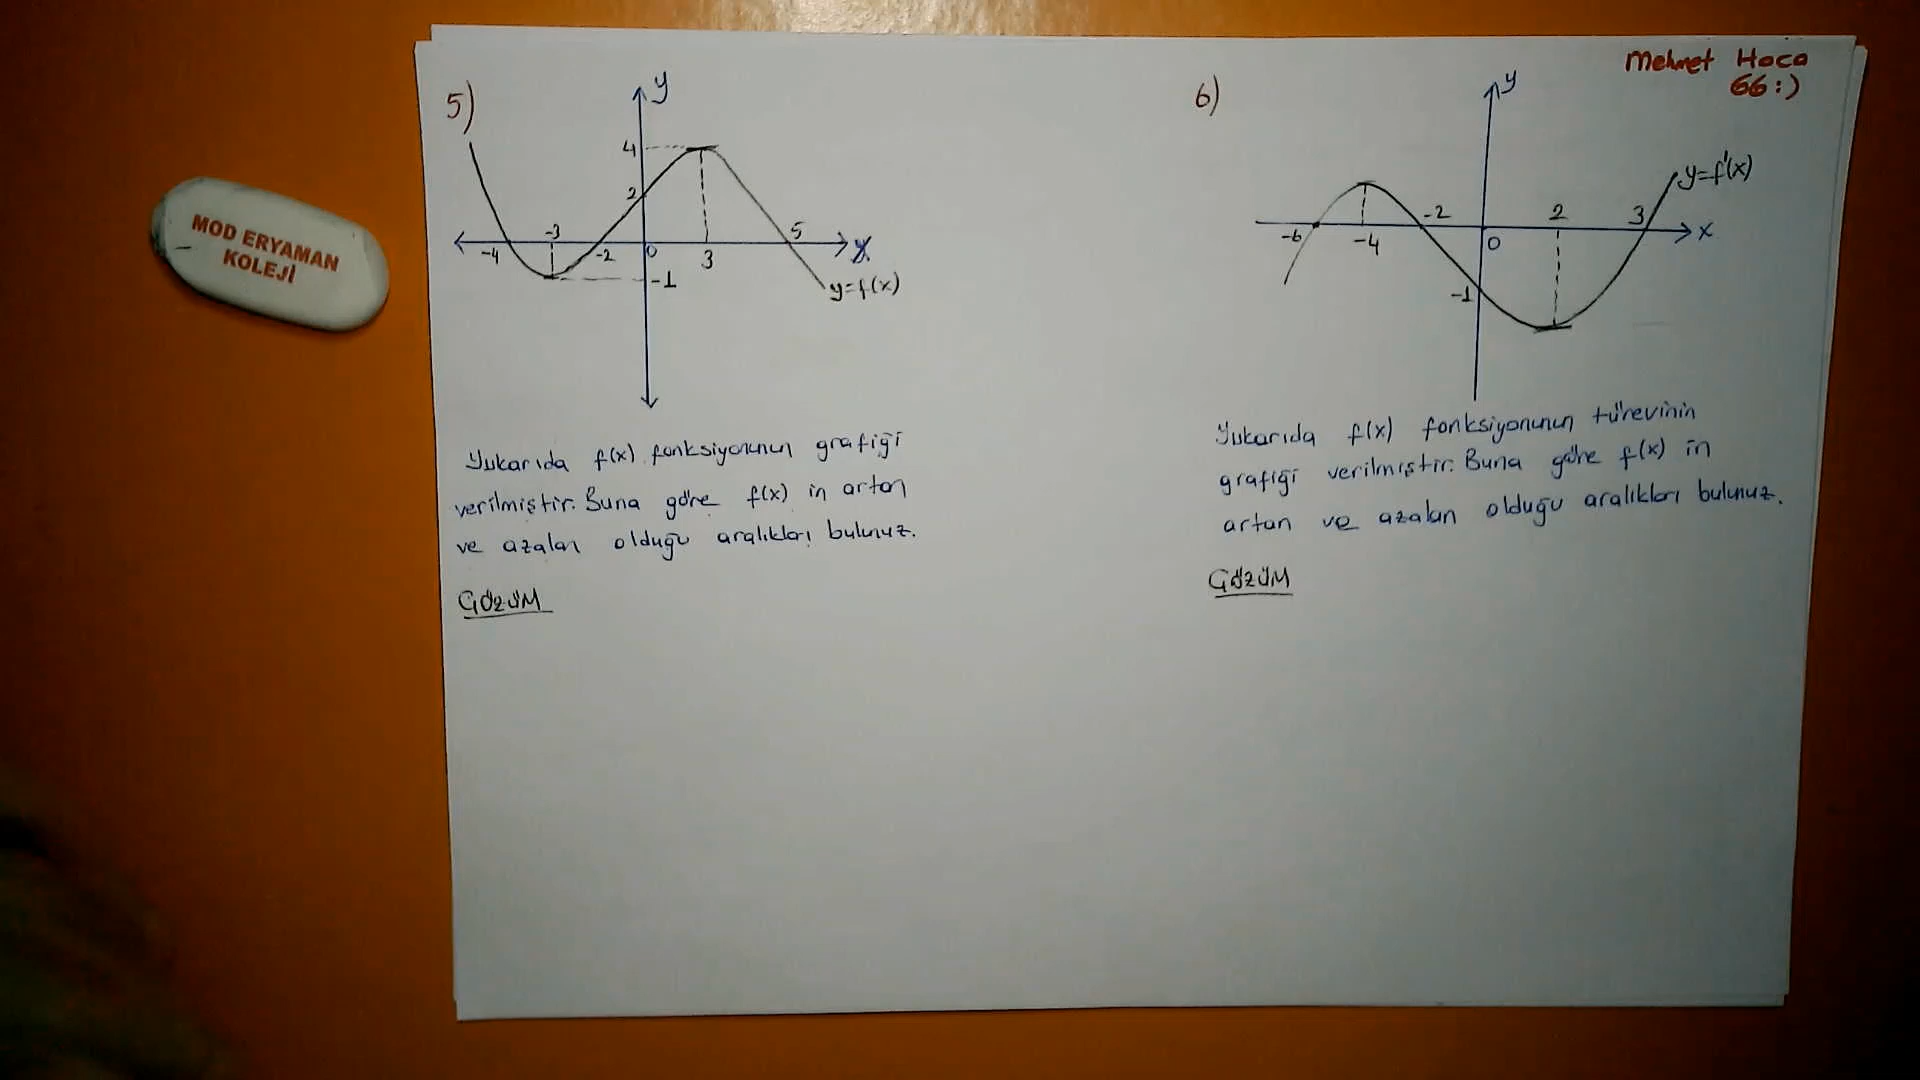 Mehmet Hoca
66:)
MOD ERYAMAN
KOLEJİ
5)
y
4
2
-4
-3
-2
0
3
5
x
-1
y=f(x)
Yukarıda f(x) fonksiyonunun grafiği
verilmiştir. Buna göre f(x) in artan
ve azalan olduğu aralıkları bulunuz.
ÇÖZÜM
6)
y
y=f'(x)
-6
-4
-2
0
2
3
x
-1
Yukarıda f(x) fonksiyonunun türevinin
grafiği verilmiştir. Buna göre f(x) in
artan ve azalan olduğu aralıkları bulunuz.
ÇÖZÜM